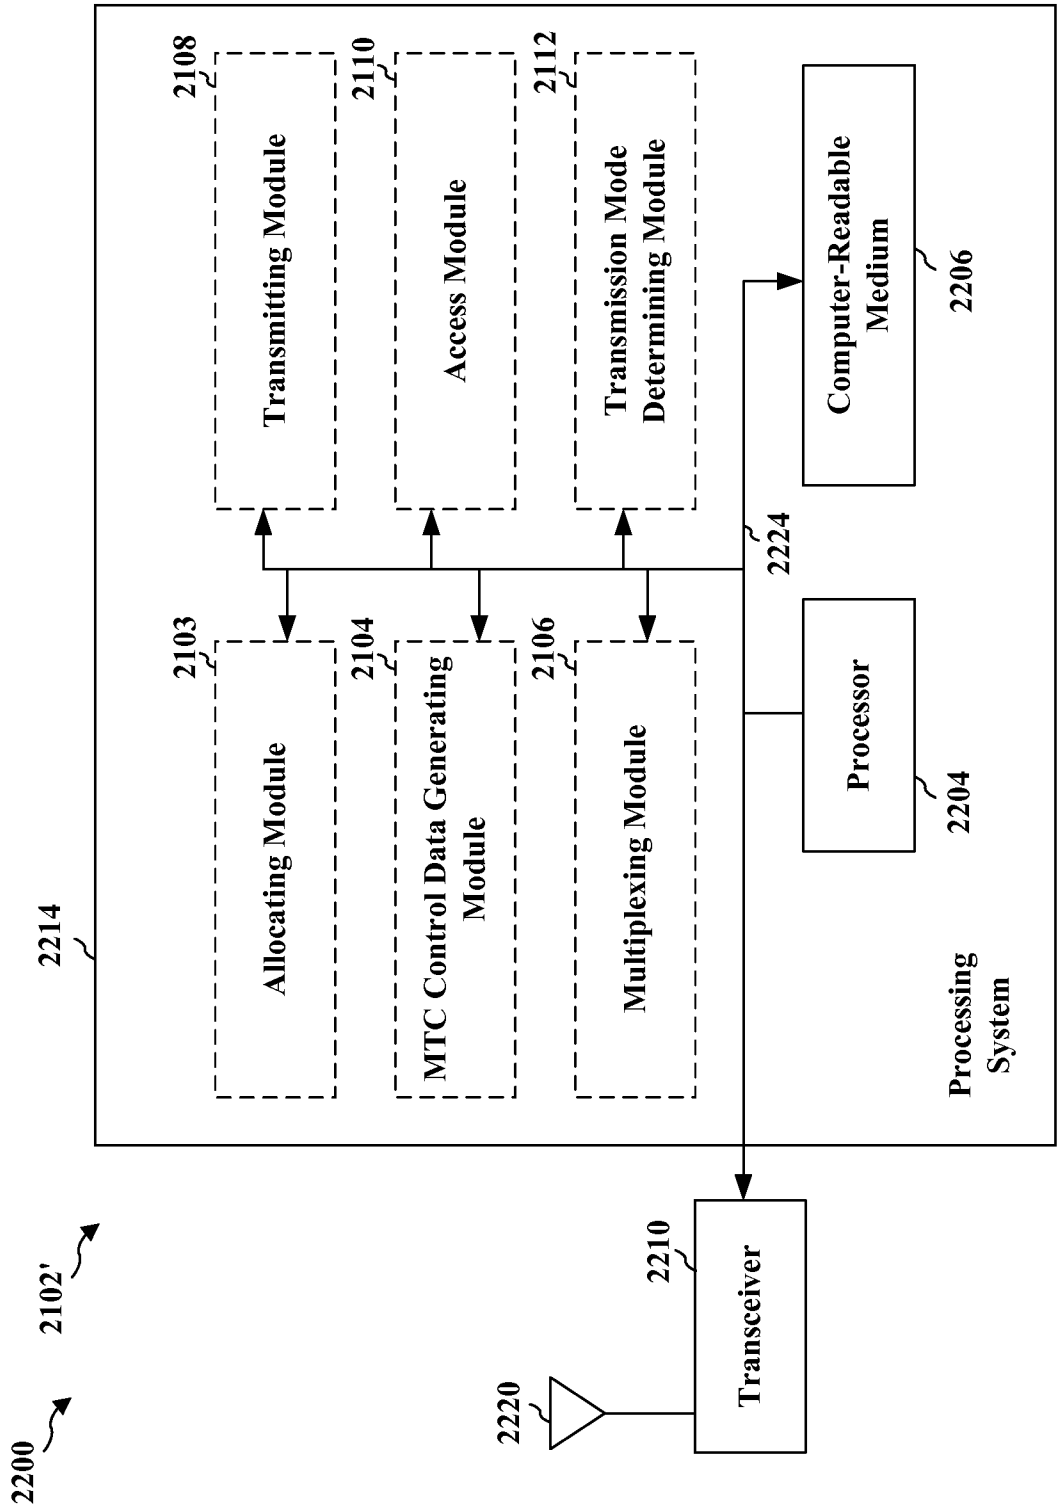 2200
2102'
2214
2103
Allocating Module
2108
Transmitting Module
2104
MTC Control Data Generating
Module
2110
Access Module
2106
Multiplexing Module
2112
Transmission Mode
Determining Module
2220
2210
Transceiver
2224
Processor
2204
Computer-Readable
Medium
2206
Processing
System